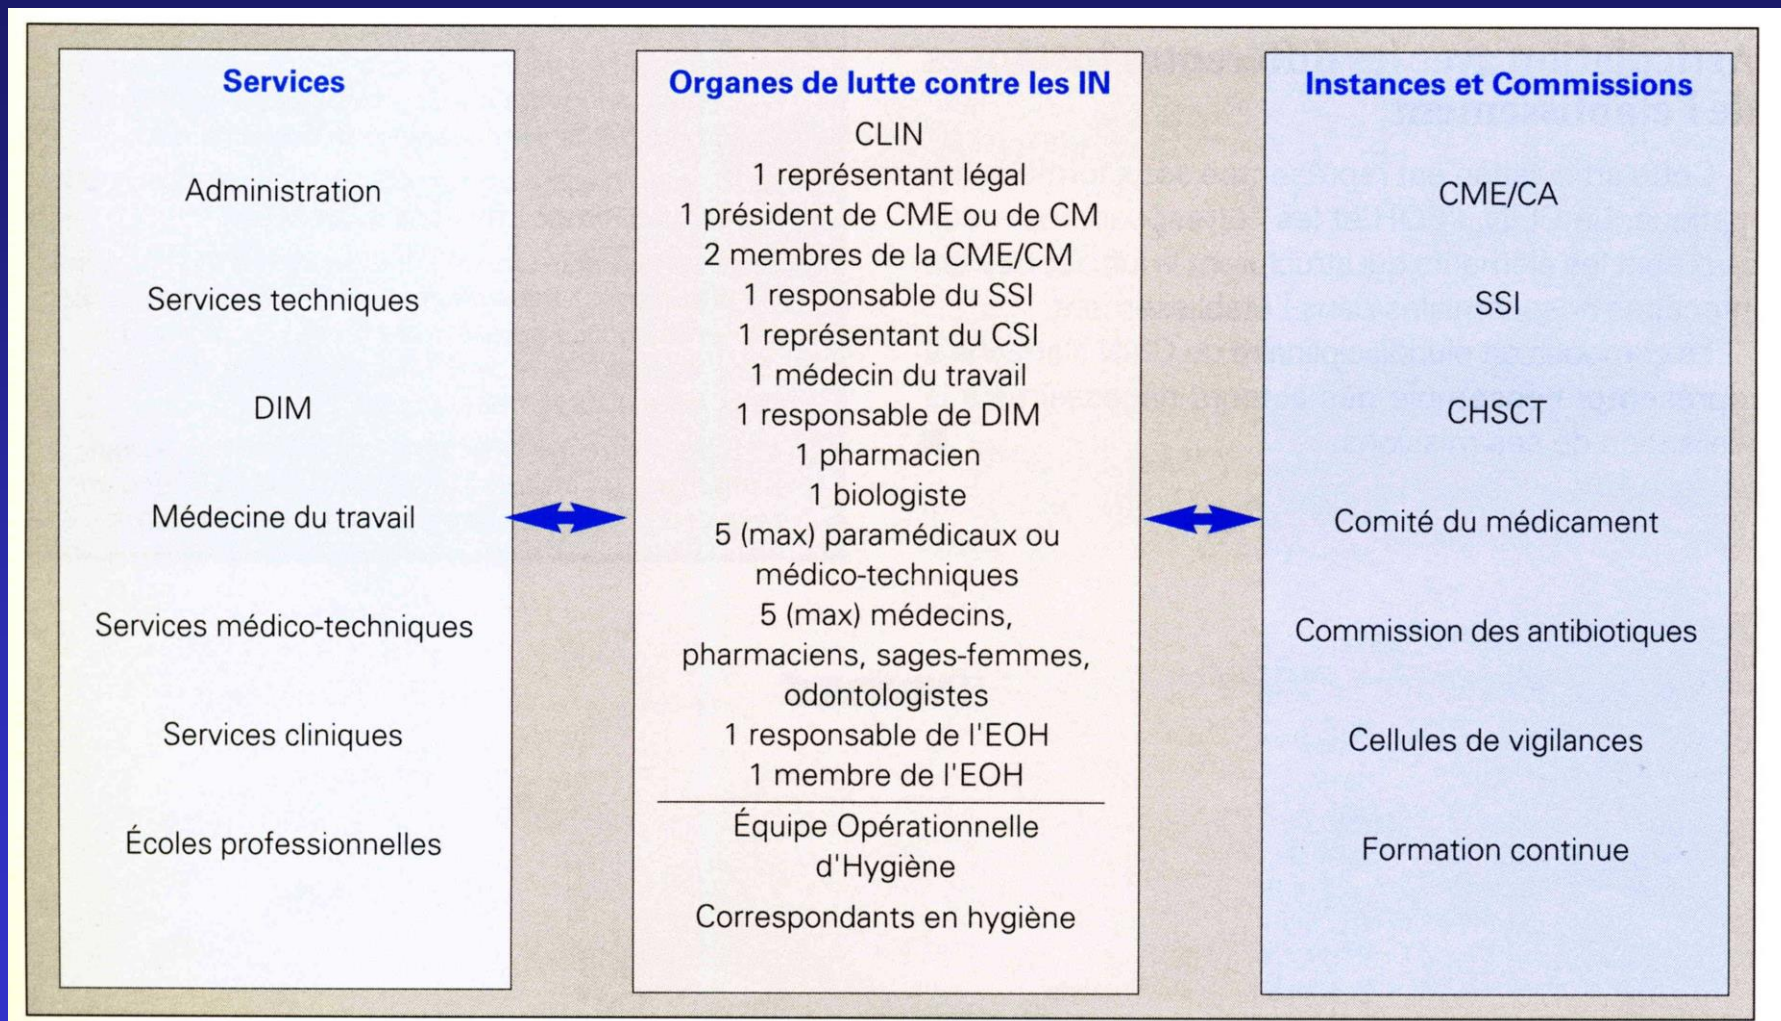 Services
Administration
Services techniques
DIM
Médecine du travail
Services médico-techniques
Services cliniques
Écoles professionnelles
Organes de lutte contre les IN
CLIN
1 représentant légal
1 président de CME ou de CM
2 membres de la CME/CM
1 responsable du SSI
1 représentant du CSI
1 médecin du travail
1 responsable de DIM
1 pharmacien
1 biologiste
5 (max) paramédicaux ou
médico-techniques
5 (max) médecins,
pharmaciens, sages-femmes,
odontologistes
1 responsable de l'EOH
1 membre de l'EOH
Équipe Opérationnelle
d'Hygiène
Correspondants en hygiène
Instances et Commissions
CME/CA
SSI
CHSCT
Comité du médicament
Commission des antibiotiques
Cellules de vigilances
Formation continue